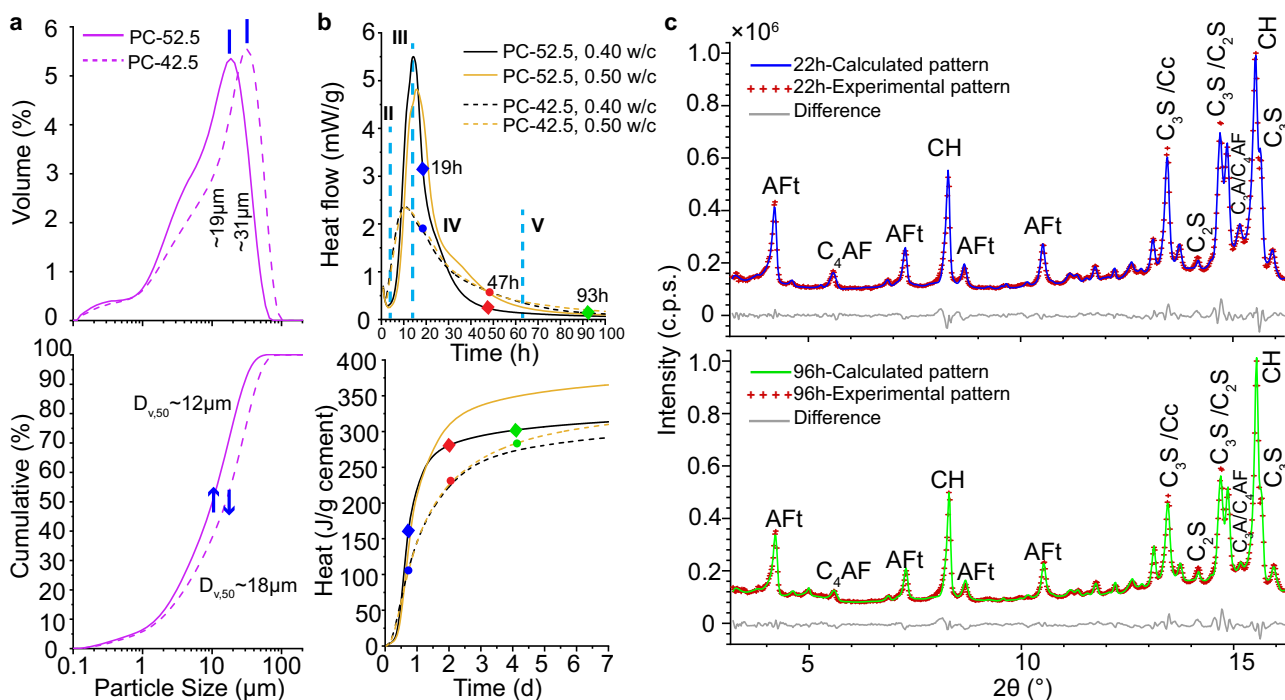 a
PC-52.5
PC-42.5
Volume (%)
6
5
4
3
2
1
0
~19μm
~31μm
Cumulative (%)
100
90
80
70
60
50
40
30
20
10
0
D_v,50~12μm
D_v,50~18μm
0.1
1
10
100
Particle Size (μm)
b
III
II
IV
V
PC-52.5, 0.40 w/c
PC-52.5, 0.50 w/c
PC-42.5, 0.40 w/c
PC-42.5, 0.50 w/c
19h
47h
93h
Heat flow (mW/g)
6
5
4
3
2
1
0
0 10 20 30 40 50 60 70 80 90 100
Time (h)
Heat (J/g cement)
400
350
300
250
200
150
100
50
0
0 1 2 3 4 5 6 7
Time (d)
c
×10⁶
22h-Calculated pattern
22h-Experimental pattern
Difference
1.0
0.8
0.6
0.4
0.2
0
AFt
C₄AF
AFt
CH
AFt
AFt
C₃S /Cc
C₂S
C₃S /C₂S
C₃A/C₄AF
CH
C₃S
Intensity (c.p.s.)
96h-Calculated pattern
96h-Experimental pattern
Difference
1.0
0.8
0.6
0.4
0.2
0
AFt
C₄AF
AFt
CH
AFt
AFt
C₃S /Cc
C₂S
C₃S /C₂S
C₃A/C₄AF
CH
C₃S
5
10
15
2θ (°)